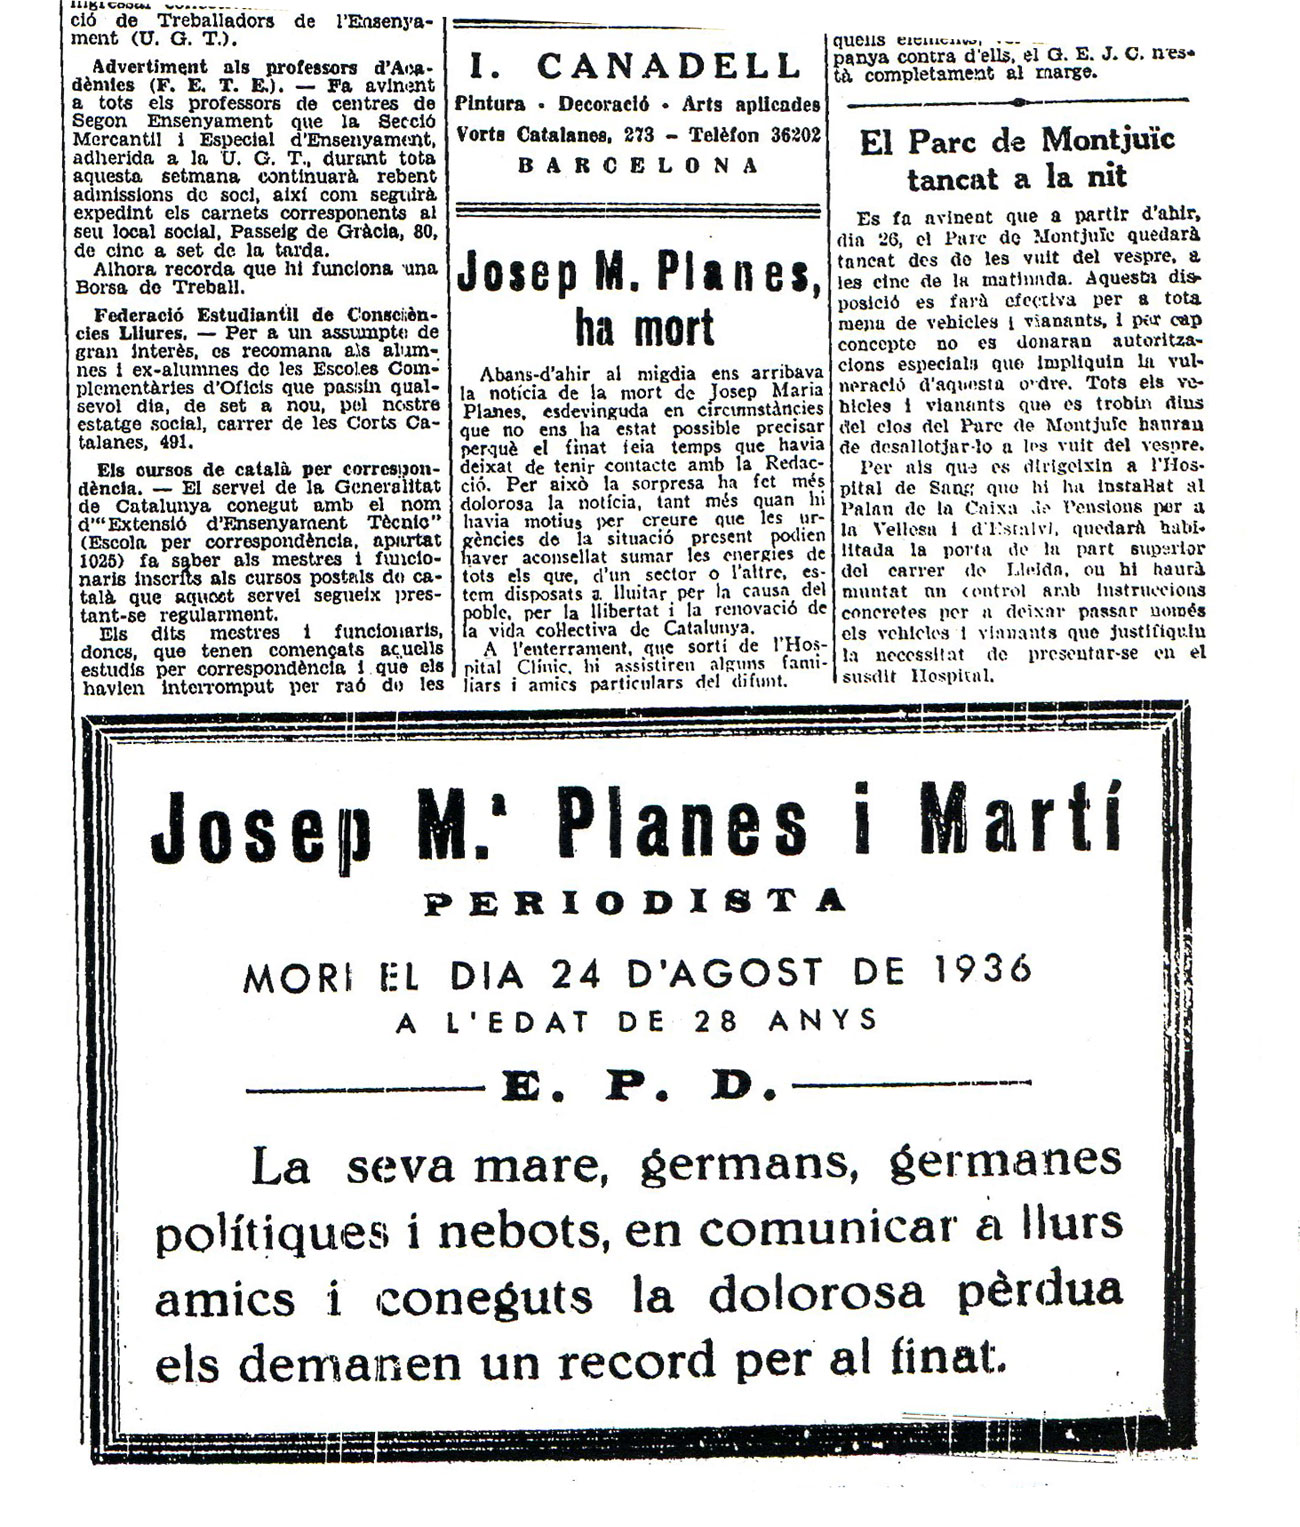 ció de Treballadors de l'Ensenya-
ment (U. G. T.).
Advertiment als professors d'Aca-
dèmies (F. E. T. E.). — Fa avinent
a tots els professors de centres de
Segon Ensenyament que la Secció
Mercantil i Especial d'Ensenyament,
adherida a la U. G. T., durant tota
aquesta setmana continuarà rebent
admissions de soci, així com seguirà
expedint els carnets corresponents al
seu local social, Passeig de Gràcia, 80,
de cinc a set de la tarda.
Alhora recorda que hi funciona una
Borsa de Treball.
Federació Estudiantil de Conscièn-
cies Lliures. — Per a un assumpte de
gran interès, es recomana als alum-
nes i ex-alumnes de les Escoles Com-
plementàries d'Oficis que passin qual-
sevol dia, de set a nou, pel nostre
estatge social, carrer de les Corts Ca-
talanes, 491.
Els cursos de català per correspon-
dència. — El servei de la Generalitat
de Catalunya conegut amb el nom
d'"Extensió d'Ensenyament Tècnic"
(Escola per correspondència, apartat
1025) fa saber als mestres i funcio-
naris inscrits als cursos postals de ca-
talà que aquest servei segueix pres-
tant-se regularment.
Els dits mestres i funcionaris,
doncs, que tenen començats aquells
estudis per correspondència i que els
havien interromput per raó de les
I. CANADELL
Pintura - Decoració - Arts aplicades
Vorts Catalanes, 273 — Telèfon 36202
BARCELONA
Josep M. Planes,
ha mort
Abans-d'ahir al migdia ens arribava
la notícia de la mort de Josep Maria
Planes, esdevinguda en circumstàncies
que no ens ha estat possible precisar
perquè el finat feia temps que havia
deixat de tenir contacte amb la Redac-
ció. Per això la sorpresa ha fet més
dolorosa la notícia, tant més quan hi
havia motius per creure que les ur-
gències de la situació present podien
haver aconsellat sumar les energies de
tots els que, d'un sector o l'altre, es-
tem disposats a lluitar per la causa del
poble, per la llibertat i la renovació de
la vida col·lectiva de Catalunya.
A l'enterrament, que sortí de l'Hos-
pital Clínic, hi assistiren alguns fami-
liars i amics particulars del difunt.
quells elements,
panya contra d'ells, el G. E. J. C. n'es-
tà completament al marge.
El Parc de Montjuïc
tancat a la nit
Es fa avinent que a partir d'ahir,
dia 26, el Parc de Montjuïc quedarà
tancat des de les vuit del vespre, a
les cinc de la matinada. Aquesta dis-
posició es farà efectiva per a tota
mena de vehicles i vianants, i per cap
concepte no es donaran autoritza-
cions especials que impliquin la vul-
neració d'aquesta ordre. Tots els ve-
hicles i vianants que es trobin dins
del clos del Parc de Montjuïc hauran
de desallotjar-lo a les vuit del vespre.
Per als que es dirigeixin a l'Hos-
pital de Sang que hi ha instal·lat al
Palau de la Caixa de Pensions per a
la Vellesa i d'Estalvi, quedarà habi-
litada la porta de la part superior
del carrer de Lleida, on hi haurà
muntat un control amb instruccions
concretes per a deixar passar només
els vehicles i vianants que justifiquin
la necessitat de presentar-se en el
susdit Hospital.
Josep M.ª Planes i Martí
PERIODISTA
MORI EL DIA 24 D'AGOST DE 1936
A L'EDAT DE 28 ANYS
E. P. D.
La seva mare, germans, germanes
polítiques i nebots, en comunicar a llurs
amics i coneguts la dolorosa pèrdua
els demanen un record per al finat.